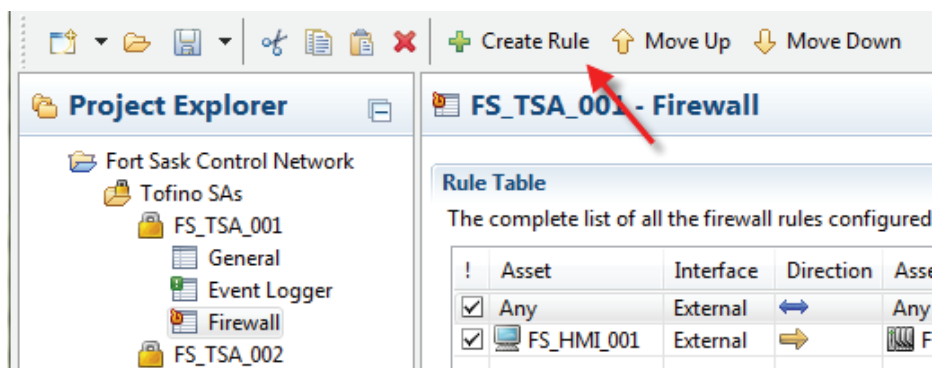 Create Rule Move Up Move Down
Project Explorer
FS_TSA_001 - Firewall
Fort Sask Control Network
Tofino SAs
FS_TSA_001
General
Event Logger
Firewall
FS_TSA_002
Rule Table
The complete list of all the firewall rules configured
! Asset Interface Direction
Any External Any
FS_HMI_001 External